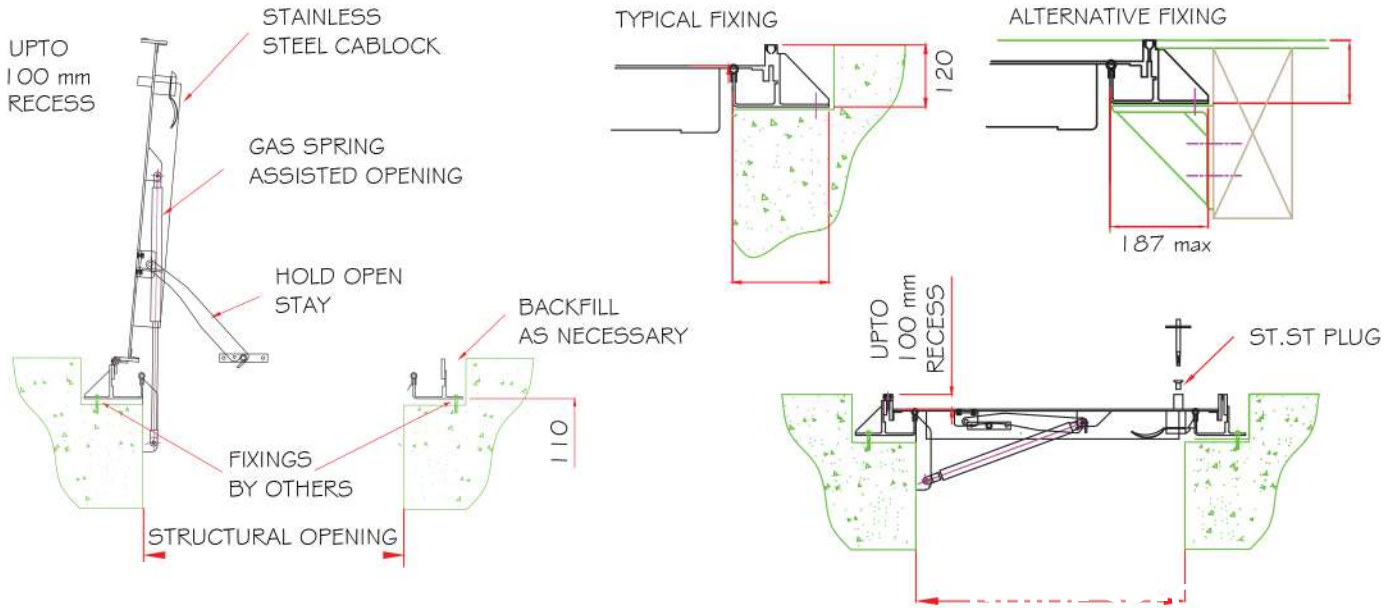 STAINLESS
STEEL CABLOCK
UPTO
100 mm
RECESS
GAS SPRING
ASSISTED OPENING
HOLD OPEN
STAY
BACKFILL
AS NECESSARY
110
FIXINGS
BY OTHERS
STRUCTURAL OPENING
TYPICAL FIXING
120
ALTERNATIVE FIXING
187 max
UPTO
100 mm
RECESS
ST.ST PLUG